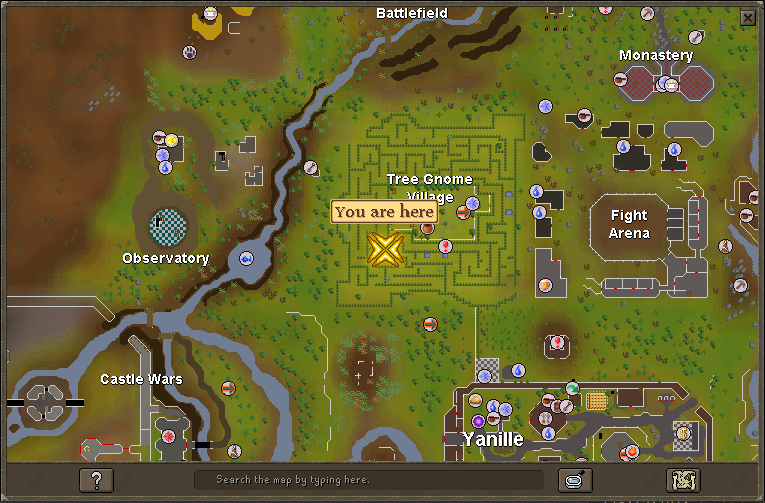 Battlefield
Monastery
Tree Gnome
Village
You are here
Fight
Arena
Observatory
Castle Wars
Yanille
?
Search the map by typing here.